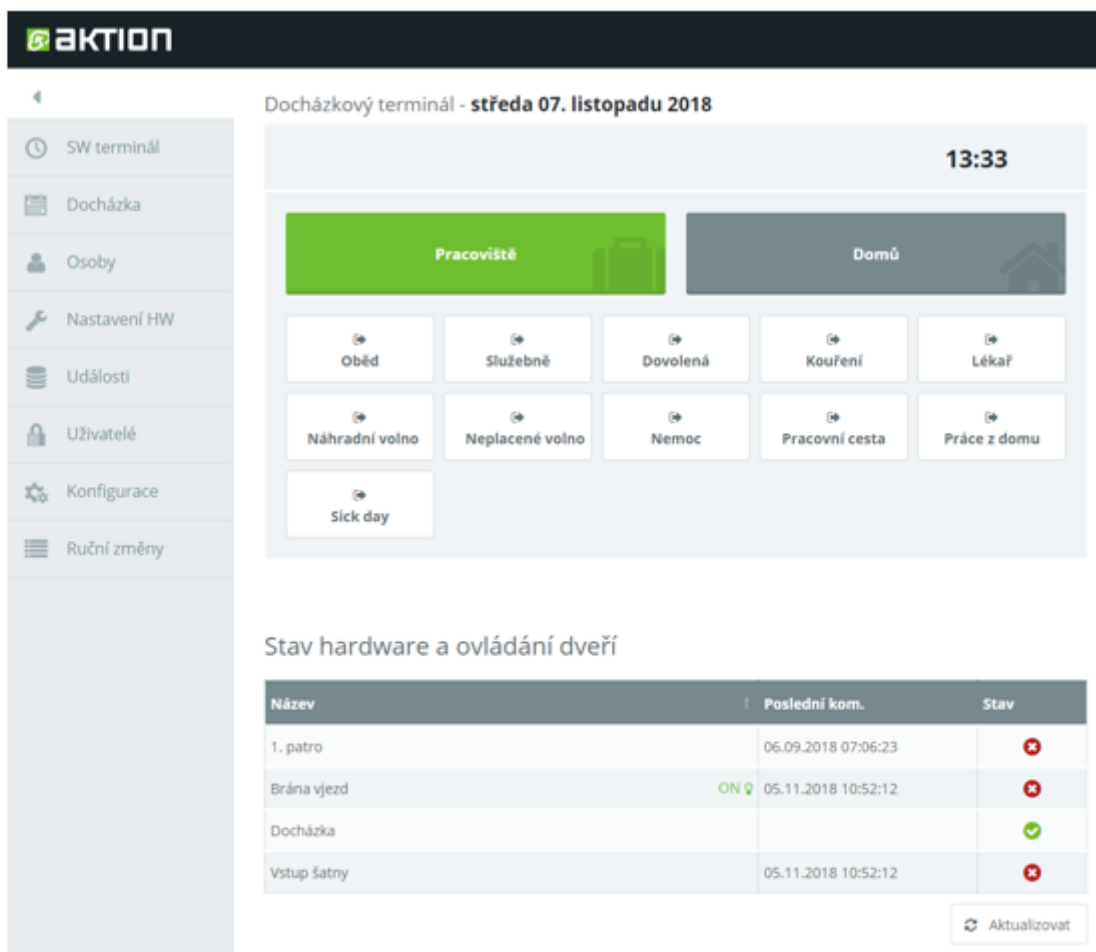 aktion
Docházkový terminál - středa 07. listopadu 2018
13:33
SW terminál
Docházka
Osoby
Nastavení HW
Události
Uživatelé
Konfigurace
Ruční změny
Pracoviště Domů
Oběd Služebně Dovolená Kouření Lékař
Náhradní volno Neplacené volno Nemoc Pracovní cesta Práce z domu
Sick day
Stav hardware a ovládání dveří
Název Poslední kom. Stav
1. patro 06.09.2018 07:06:23
Brána vjezd ON 05.11.2018 10:52:12
Docházka
Vstup šatny 05.11.2018 10:52:12
Aktualizovat